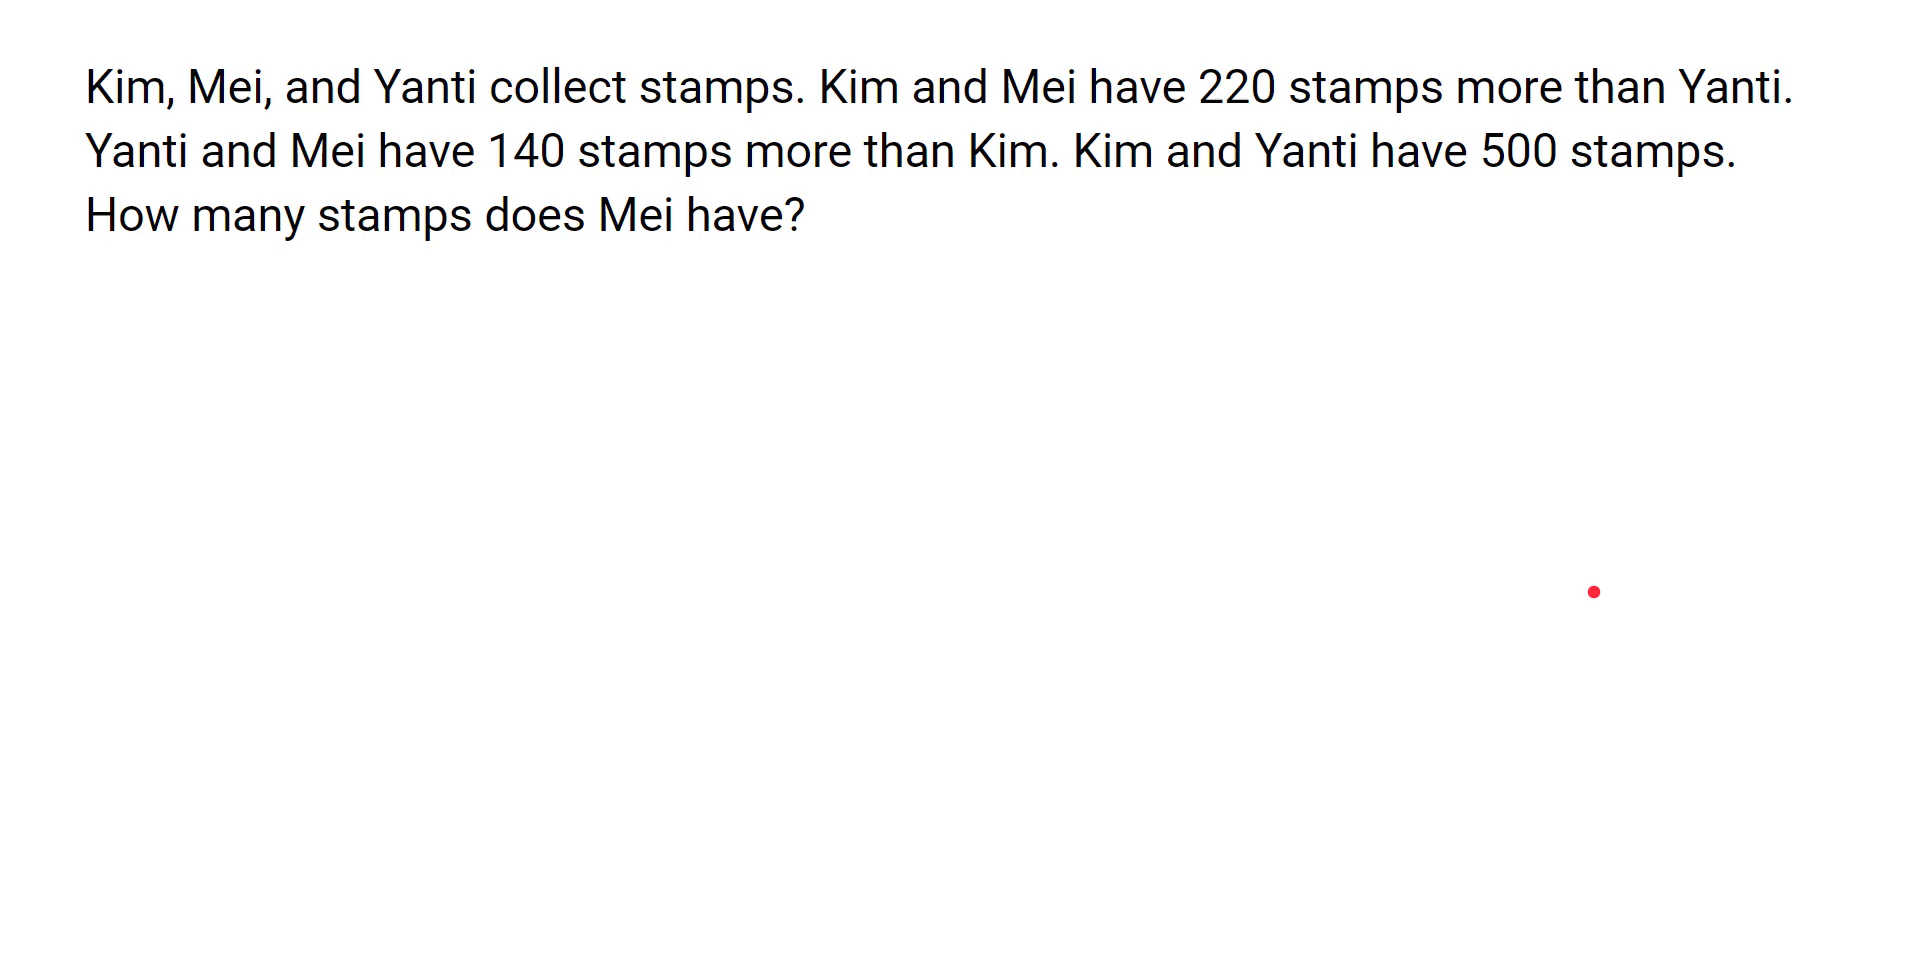 Kim, Mei, and Yanti collect stamps. Kim and Mei have 220 stamps more than Yanti.
Yanti and Mei have 140 stamps more than Kim. Kim and Yanti have 500 stamps.
How many stamps does Mei have?